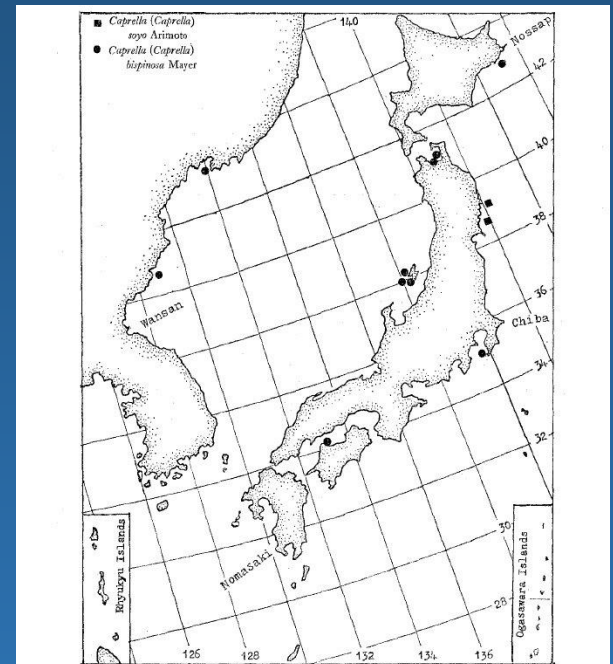 Caprella (Caprella)
soyo Arimoto
Caprella (Caprella)
bispinosa Mayer
140
Nossap
42
40
38
36
Chiba
34
32
30
28
Wansan
Nomasaki
Rhyukyu Islands
Ogasawara Islands
126
128
132
134
136